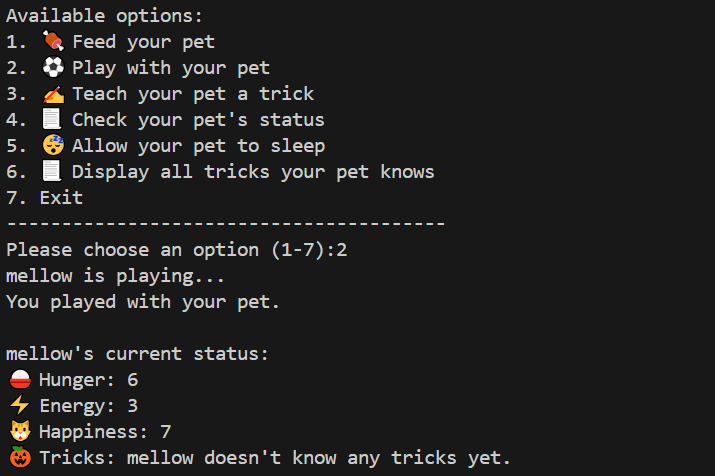 Available options:
1. 🍖 Feed your pet
2. ⚽ Play with your pet
3. ✍️ Teach your pet a trick
4. 📃 Check your pet's status
5. 😴 Allow your pet to sleep
6. 📃 Display all tricks your pet knows
7. Exit
----------------------------------------
Please choose an option (1-7):2
mellow is playing...
You played with your pet.

mellow's current status:
🍚 Hunger: 6
⚡ Energy: 3
🐱 Happiness: 7
🎃 Tricks: mellow doesn't know any tricks yet.